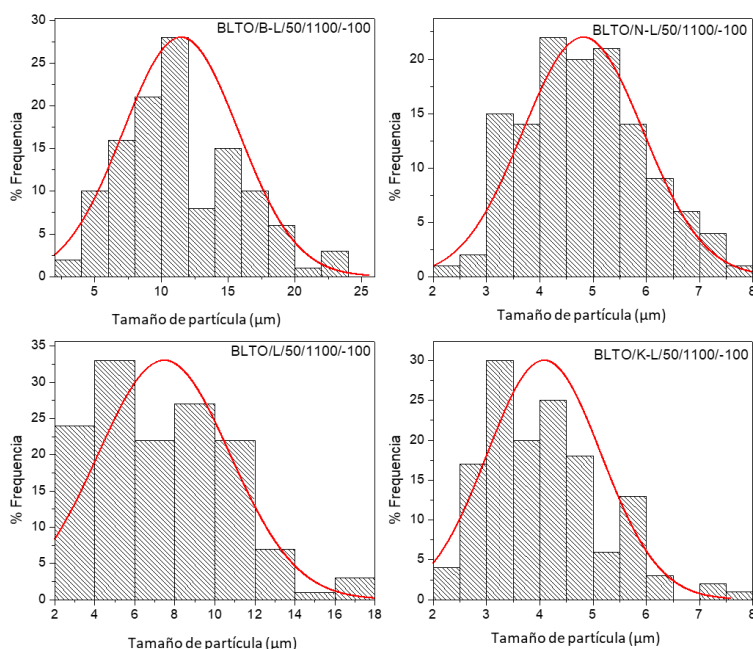 BLTO/B-L/50/1100/-100
% Frequencia
30
25
20
15
10
5
0
5 10 15 20 25
Tamaño de partícula (µm)
BLTO/N-L/50/1100/-100
% Frequencia
20
15
10
5
0
2 3 4 5 6 7 8
Tamaño de partícula (µm)
BLTO/L/50/1100/-100
% Frequencia
35
30
25
20
15
10
5
0
2 4 6 8 10 12 14 16 18
Tamaño de partícula (µm)
BLTO/K-L/50/1100/-100
% Frequencia
30
25
20
15
10
5
0
2 3 4 5 6 7 8
Tamaño de partícula (µm)